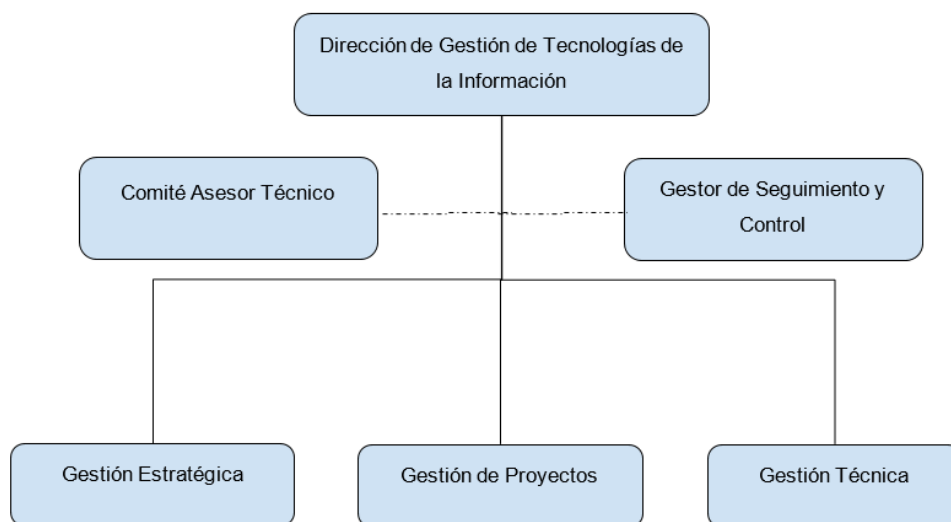 Dirección de Gestión de Tecnologías de
la Información
Comité Asesor Técnico
Gestor de Seguimiento y
Control
Gestión Estratégica
Gestión de Proyectos
Gestión Técnica